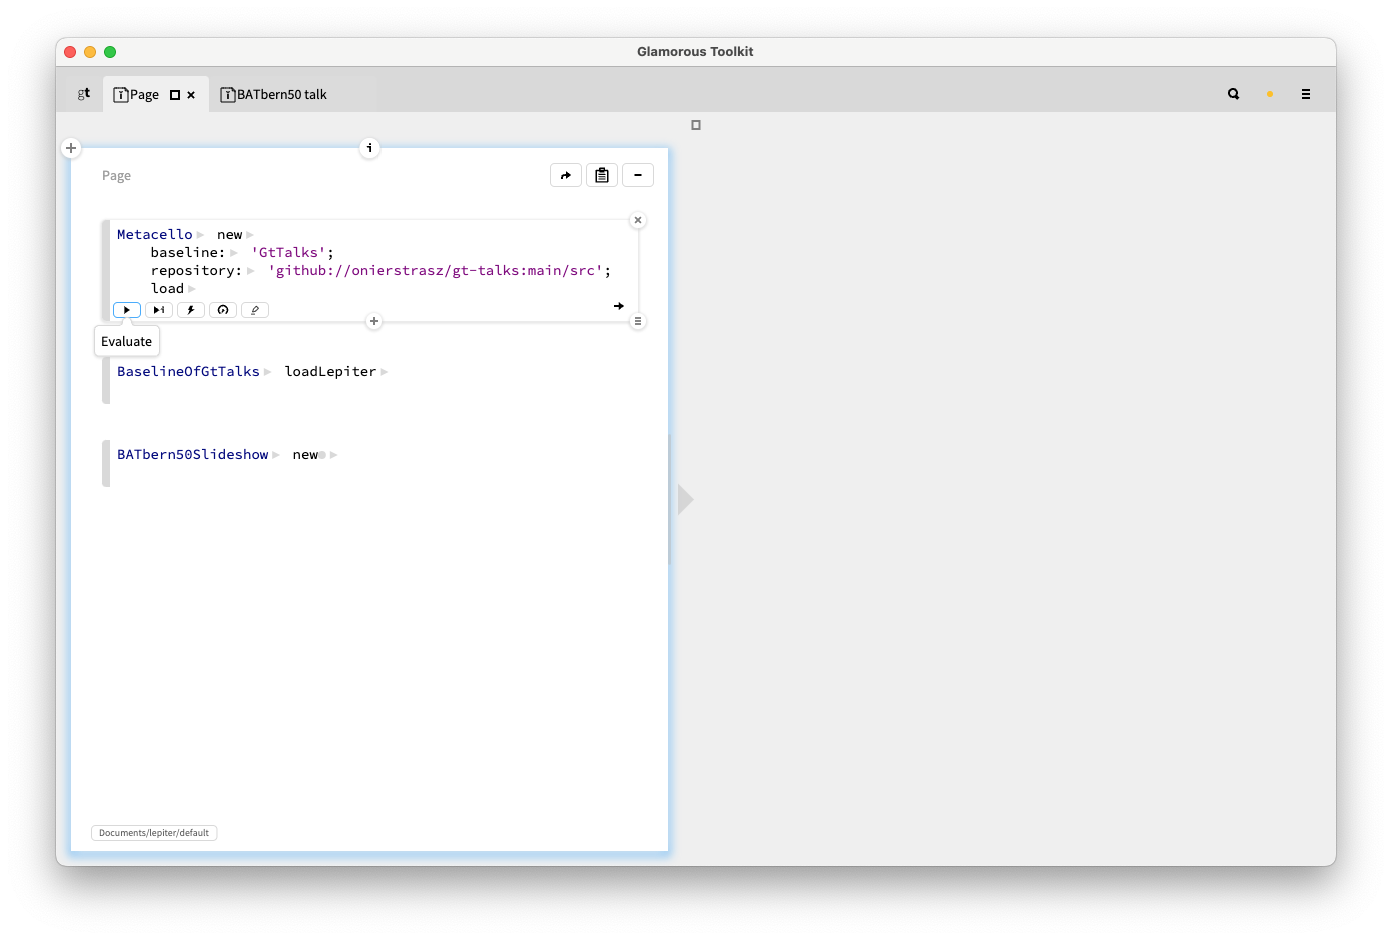 Glamorous Toolkit
gt
Page
BATbern50 talk
Page
Metacello new
baseline: 'GtTalks';
repository: 'github://onierstrasz/gt-talks:main/src';
load
Evaluate
BaselineOfGtTalks loadLepiter
BATbern50Slideshow new
Documents/lepiter/default